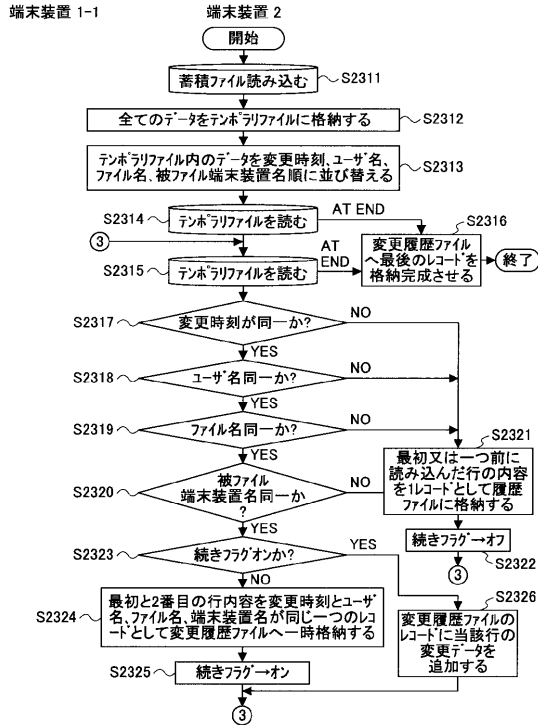 端末装置 1-1
端末装置 2
開始
蓄積ファイル読み込む
S2311
全てのデータをテンポラリファイルに格納する
S2312
テンポラリファイル内のデータを変更時刻、ユーザ名、
ファイル名、被ファイル端末装置名順に並び替える
S2313
S2314
テンポラリファイルを読む
AT END
S2316
変更履歴ファイル
へ最後のレコードを
格納完成させる
終了
3
S2315
テンポラリファイルを読む
AT
END
S2317
変更時刻が同一か?
NO
YES
S2318
ユーザ名同一か?
NO
YES
S2319
ファイル名同一か?
NO
YES
S2320
被ファイル
端末装置名同一か
?
NO
S2321
最初又は一つ前に
読み込んだ行の内容
を1レコードとして履歴
ファイルに格納する
YES
続きフラグ→オフ
S2322
3
S2323
続きフラグオンか?
YES
NO
S2324
最初と2番目の行内容を変更時刻とユーザ
名、ファイル名、端末装置名が同じ一つのレコ
ードとして変更履歴ファイルへ一時格納する
S2326
変更履歴ファイルの
レコードに当該行の
変更データを
追加する
S2325
続きフラグ→オン
3